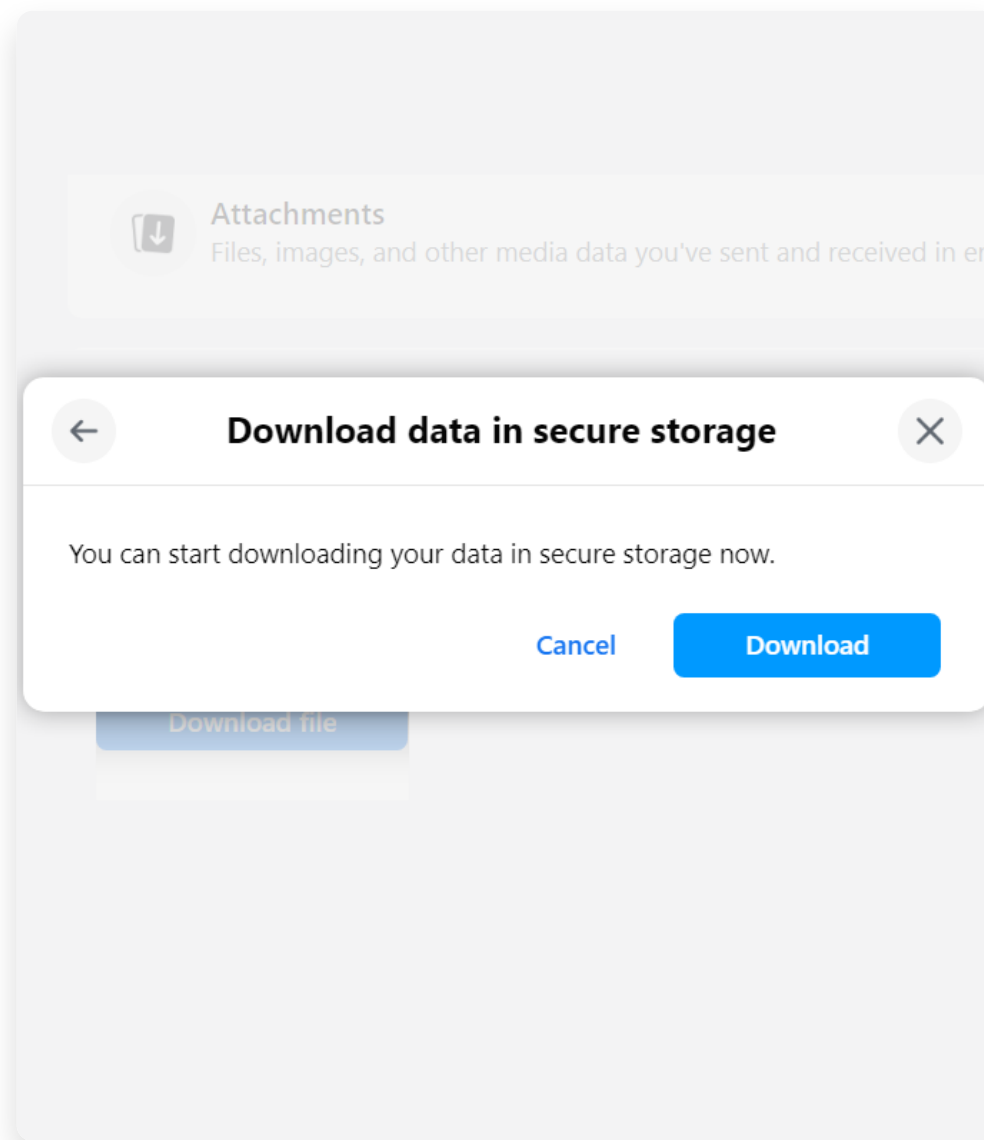 Attachments
Files, images, and other media data you've sent and received in
Download data in secure storage
You can start downloading your data in secure storage now.
Cancel
Download
Download file